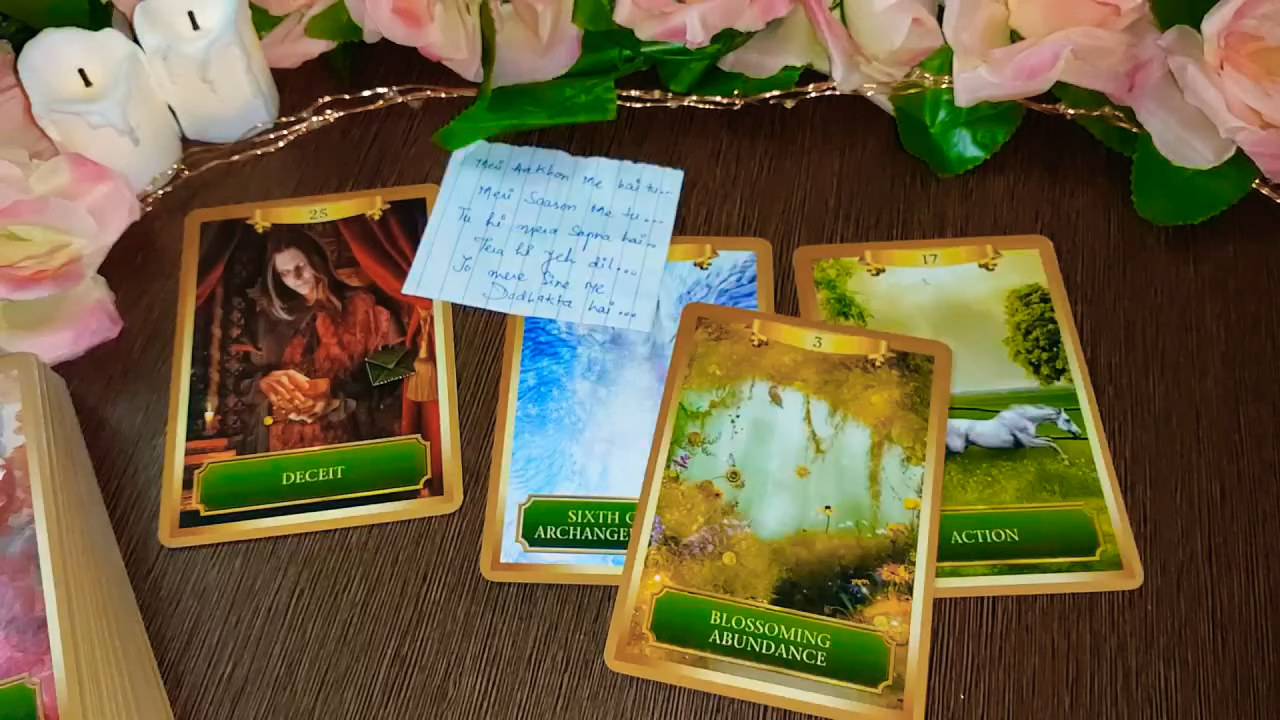 25
DECEIT
Meri Aakhon Me hai tu...
Meri Saason Me tu...
Tu hi mera Sapna hai...
Tera hi yeh dil...
Jo mere Sine Me
Dadhakta hai...
SIXTH
ARCHANGE
3
BLOSSOMING
ABUNDANCE
17
ACTION